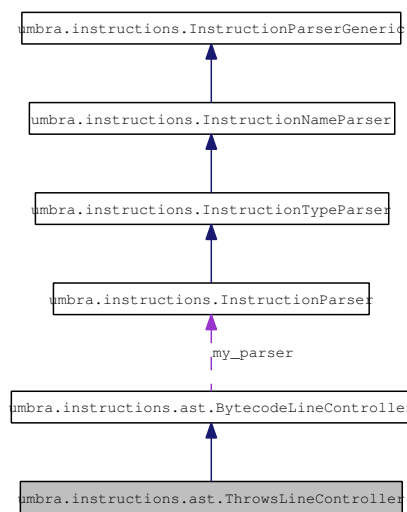 umbra.instructions.InstructionParserGeneric
umbra.instructions.InstructionNameParser
umbra.instructions.InstructionTypeParser
umbra.instructions.InstructionParser
my_parser
umbra.instructions.ast.BytecodeLineController
umbra.instructions.ast.ThrowsLineController